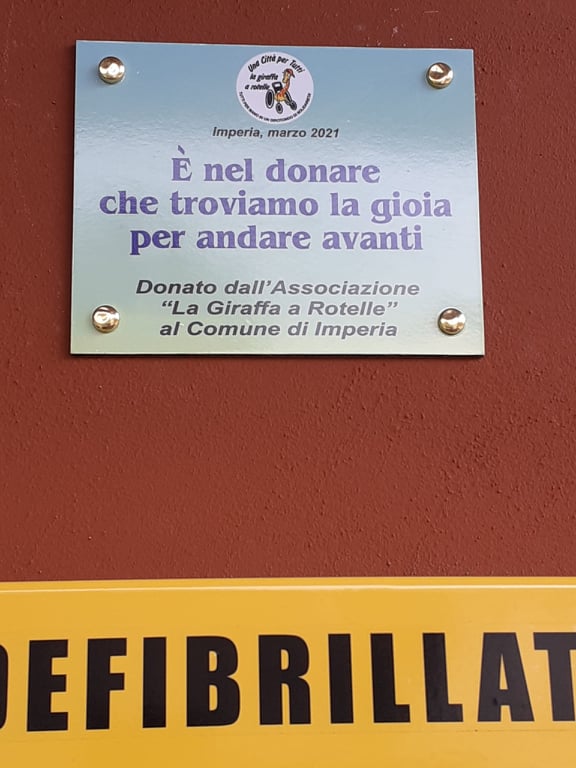 Una Città per Tutti
la giraffa
a rotelle
Imperia, marzo 2021
È nel donare
che troviamo la gioia
per andare avanti
Donato dall'Associazione
"La Giraffa a Rotelle"
al Comune di Imperia
DEFIBRILLAT